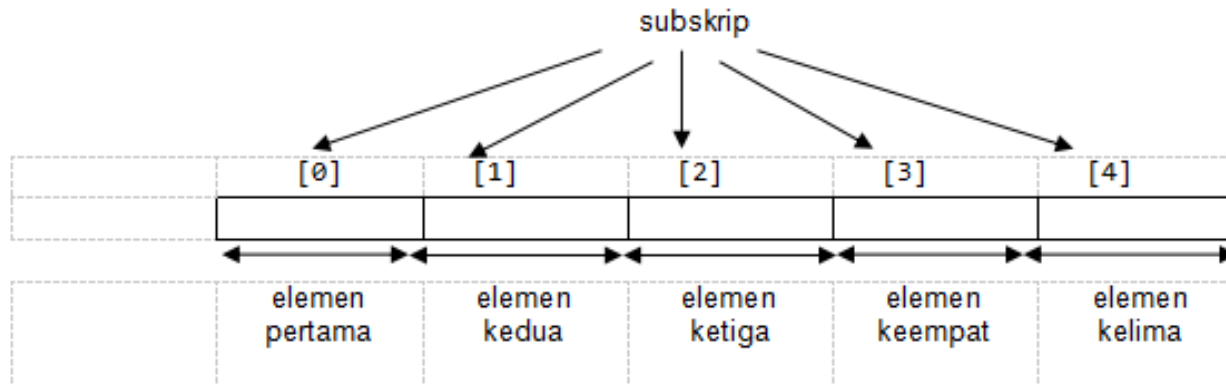 subskrip
[0] [1] [2] [3] [4]
elemen elemen elemen elemen elemen
pertama kedua ketiga keempat kelima